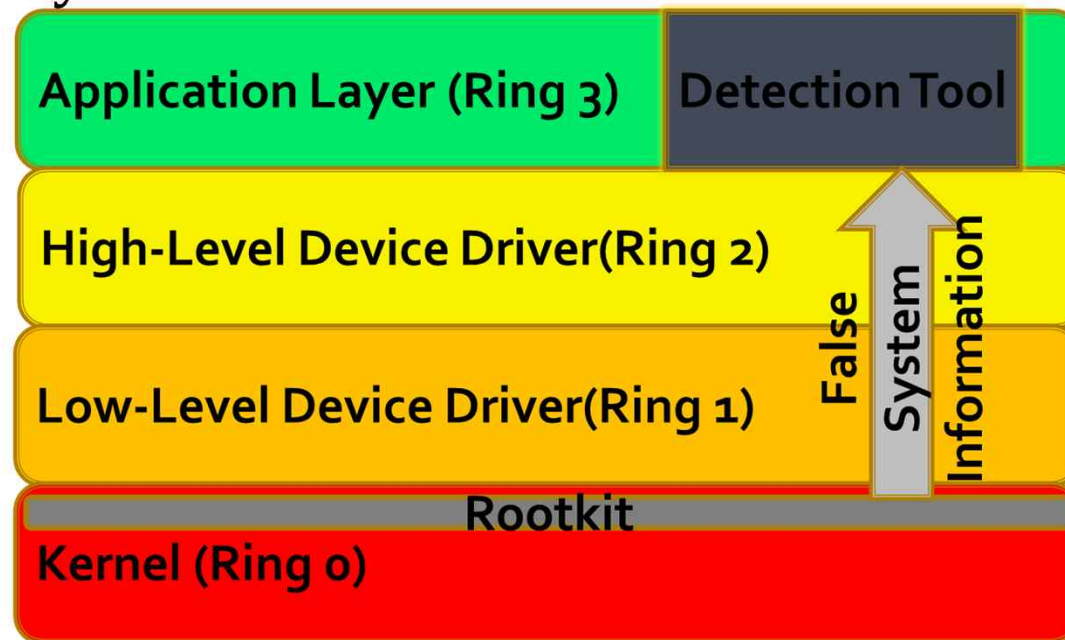 Application Layer (Ring 3)
Detection Tool
High-Level Device Driver(Ring 2)
False
System
Information
Low-Level Device Driver(Ring 1)
Rootkit
Kernel (Ring 0)